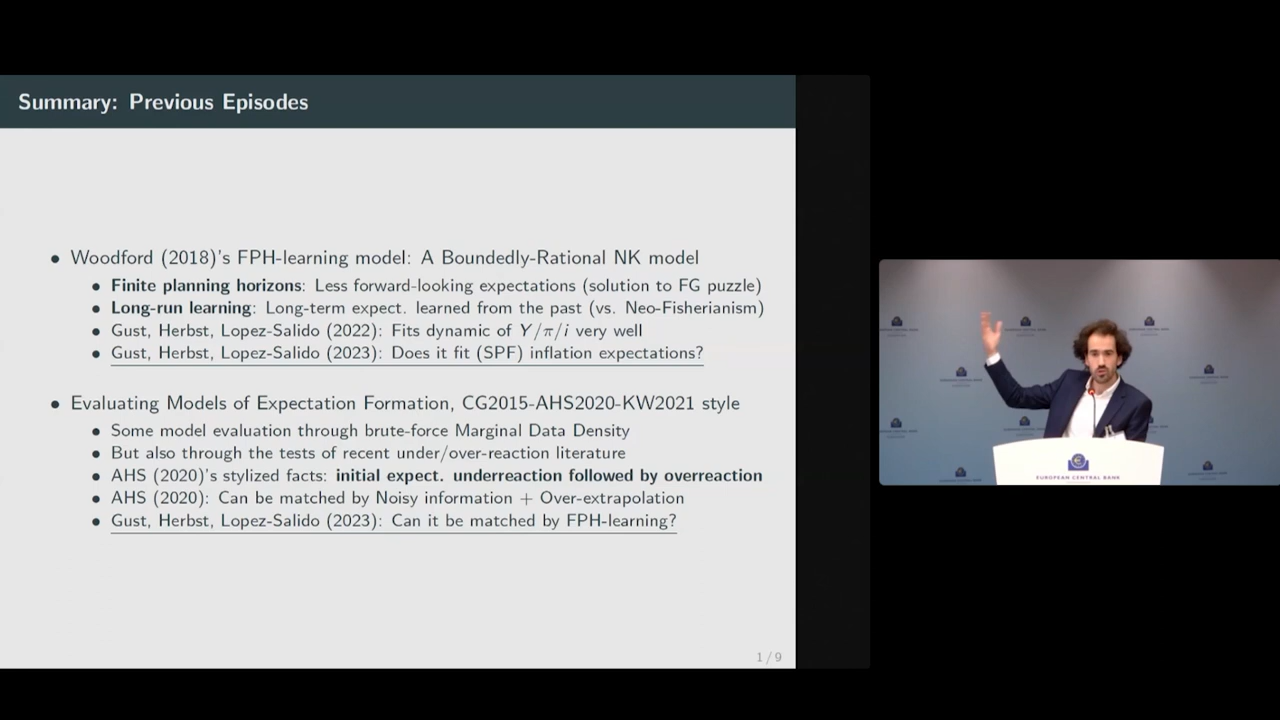 Summary: Previous Episodes
• Woodford (2018)'s FPH-learning model: A Boundedly-Rational NK model
• Finite planning horizons: Less forward-looking expectations (solution to FG puzzle)
• Long-run learning: Long-term expect. learned from the past (vs. Neo-Fisherianism)
• Gust, Herbst, Lopez-Salido (2022): Fits dynamic of Y/π/i very well
• Gust, Herbst, Lopez-Salido (2023): Does it fit (SPF) inflation expectations?
• Evaluating Models of Expectation Formation, CG2015-AHS2020-KW2021 style
• Some model evaluation through brute-force Marginal Data Density
• But also through the tests of recent under/over-reaction literature
• AHS (2020)'s stylized facts: initial expect. underreaction followed by overreaction
• AHS (2020): Can be matched by Noisy information + Over-extrapolation
• Gust, Herbst, Lopez-Salido (2023): Can it be matched by FPH-learning?
1 / 9
EUROPEAN CENTRAL BANK